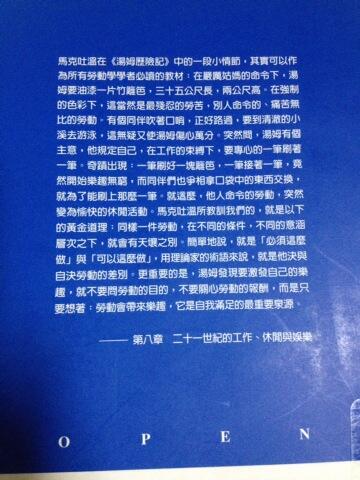 馬克吐溫在《湯姆歷險記》中的一段小情節，其實可以作
為所有勞動學學者必讀的教材：在嚴厲姑媽的命令下，湯
姆要油漆一片竹籬笆，三十五公尺長，兩公尺高。在強制
的色彩下，這當然是最殘忍的勞苦，別人命令的、痛苦無
比的勞動。有個同伴吹著口哨，正好路過，要到清澈的小
溪去游泳，這無疑又使湯姆傷心萬分。突然間，湯姆有個
主意，他規定自己，在工作的束縛下，要專心的一筆刷著
一筆。奇蹟出現：一筆刷好一塊籬笆，一筆接著一筆，竟
然開始樂趣無窮，而同伴們也爭相拿口袋中的東西交換，
就為了能刷上那麼一筆。就這麼，他人命令的勞動，突然
變為愉快的休閒活動。馬克吐溫所教訓我們的，就是以下
的黃金道理：同樣一件勞動，在不同的條件，不同的意涵
層次之下，就會有天壤之別。簡單地說，就是「必須這麼
做」與「可以這麼做」，用理論家的術語來說，就是他決與
自決勞動的差別。更重要的是，湯姆發現要激發自己的樂
趣，就不要問勞動的目的，不要關心勞動的報酬，而是只
要想著：勞動會帶來樂趣，它是自我滿足的最重要泉源。
——第八章　二十一世紀的工作、休閒與娛樂
O P E N